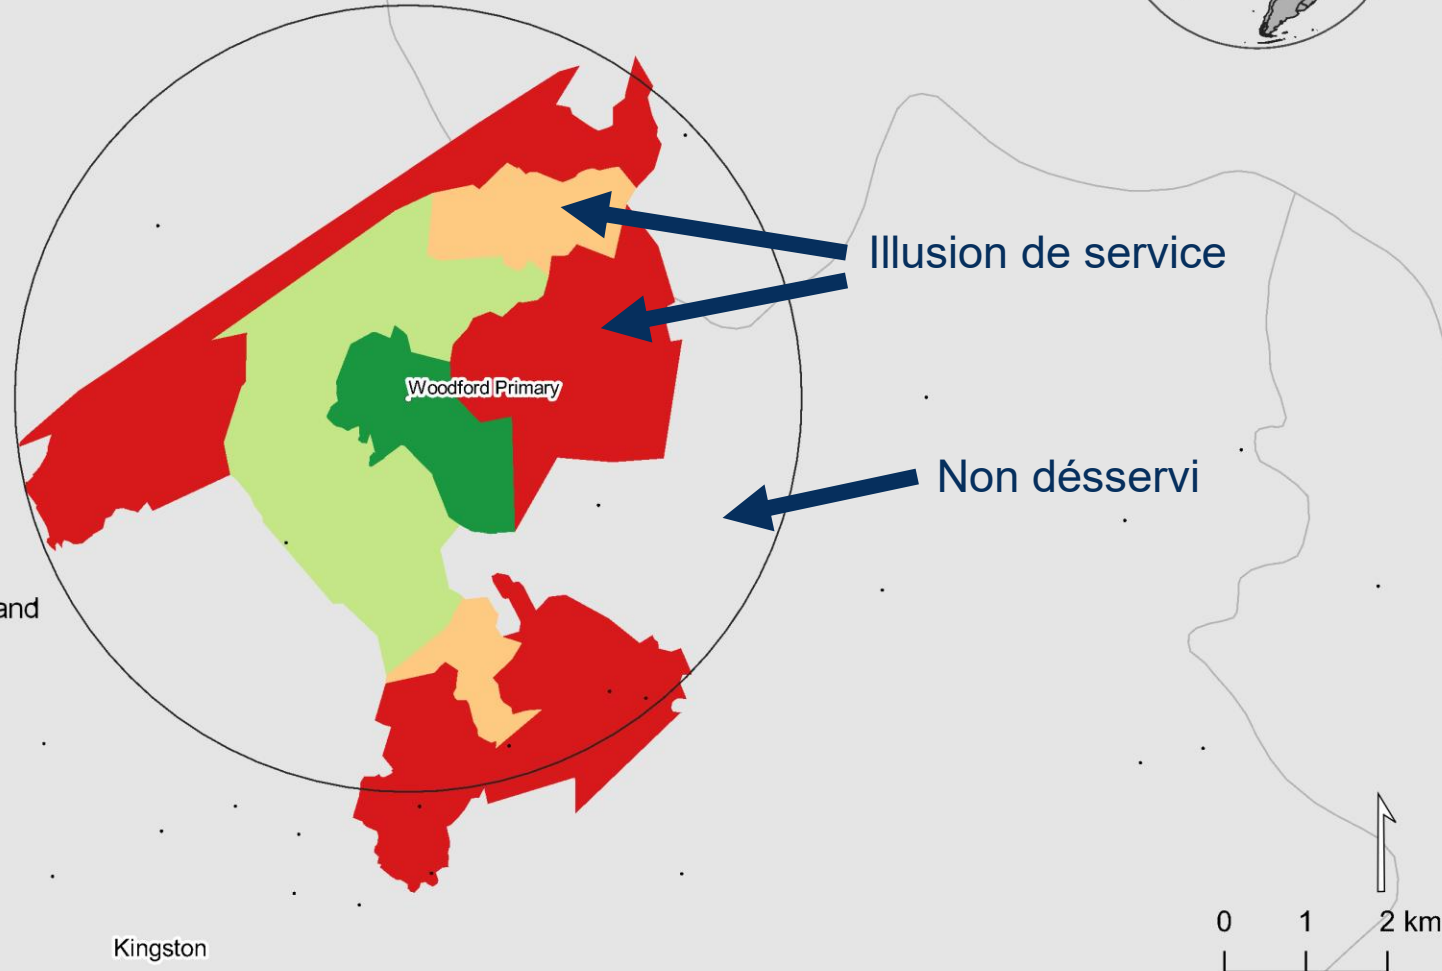 Illusion de service
Woodford Primary
Non désservi
and
Kingston
0 1 2 km